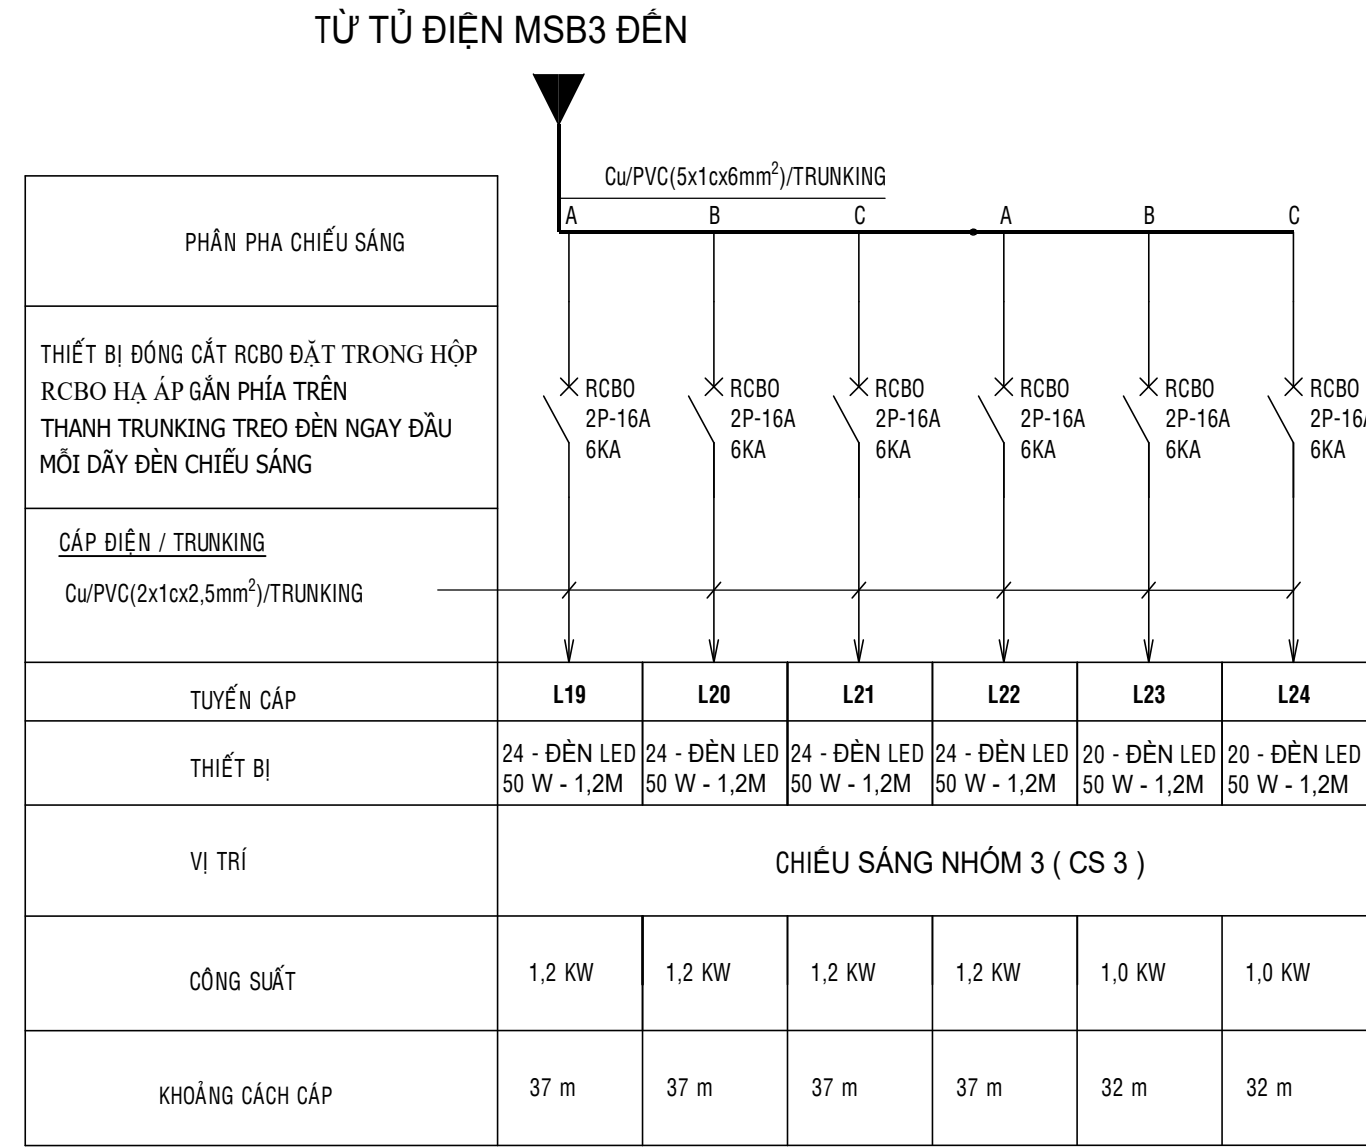 TỪ TỦ ĐIỆN MSB3 ĐẾN
Cu/PVC(5x1cx6mm²)/TRUNKING
A B C A B C
PHÂN PHA CHIẾU SÁNG
THIẾT BỊ ĐÓNG CẮT RCBO ĐẶT TRONG HỘP
RCBO HẠ ÁP GẮN PHÍA TRÊN
THANH TRUNKING TREO ĐÈN NGAY ĐẦU
MỖI DÃY ĐÈN CHIẾU SÁNG
RCBO RCBO RCBO RCBO RCBO RCBO
2P-16A 2P-16A 2P-16A 2P-16A 2P-16A 2P-16A
6KA 6KA 6KA 6KA 6KA 6KA
CÁP ĐIỆN / TRUNKING
Cu/PVC(2x1cx2,5mm²)/TRUNKING
TUYẾN CÁP L19 L20 L21 L22 L23 L24
THIẾT BỊ
24 - ĐÈN LED 24 - ĐÈN LED 24 - ĐÈN LED 24 - ĐÈN LED 20 - ĐÈN LED 20 - ĐÈN LED
50 W - 1,2M 50 W - 1,2M 50 W - 1,2M 50 W - 1,2M 50 W - 1,2M 50 W - 1,2M
VỊ TRÍ CHIẾU SÁNG NHÓM 3 ( CS 3 )
CÔNG SUẤT 1,2 KW 1,2 KW 1,2 KW 1,2 KW 1,0 KW 1,0 KW
KHOẢNG CÁCH CÁP 37 m 37 m 37 m 37 m 32 m 32 m